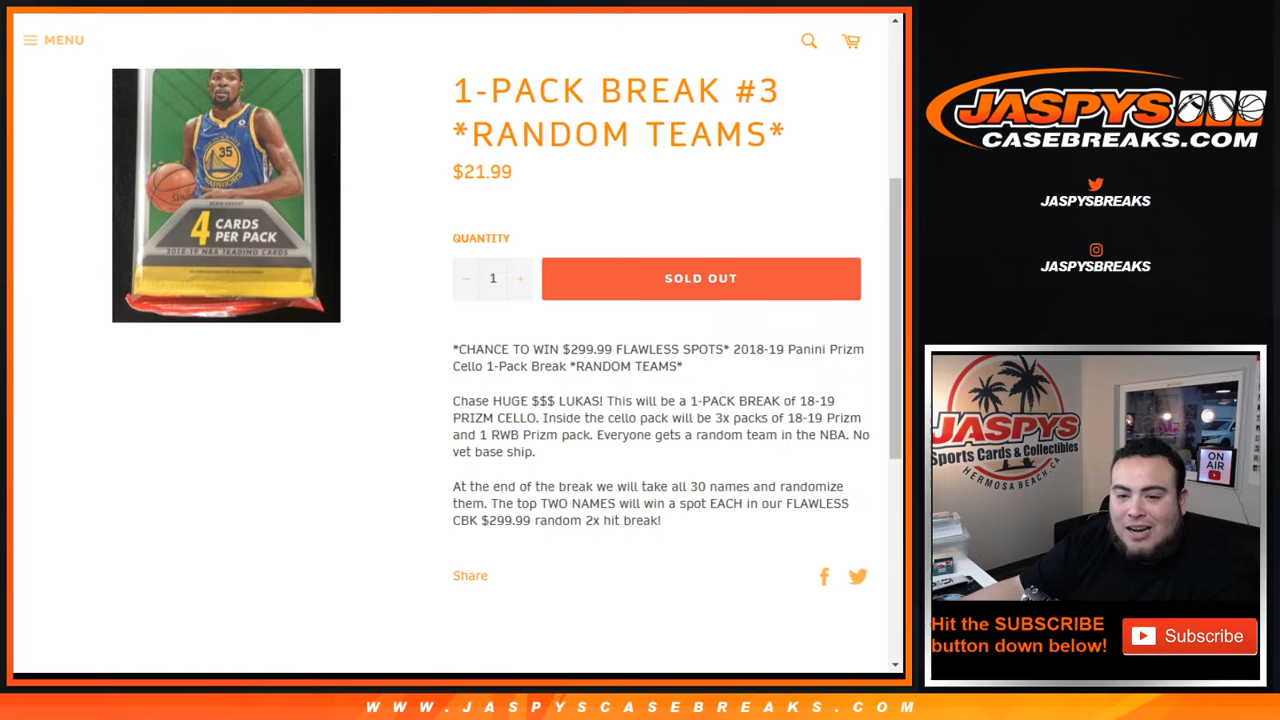 MENU
35
WARRIORS
KEVIN DURANT
4 CARDS
PER PACK
2018-19 NBA TRADING CARDS
1-PACK BREAK #3
*RANDOM TEAMS*
$21.99
QUANTITY
− 1 +
SOLD OUT
*CHANCE TO WIN $299.99 FLAWLESS SPOTS* 2018-19 Panini Prizm
Cello 1-Pack Break *RANDOM TEAMS*
Chase HUGE $$$ LUKAS! This will be a 1-PACK BREAK of 18-19
PRIZM CELLO. Inside the cello pack will be 3x packs of 18-19 Prizm
and 1 RWB Prizm pack. Everyone gets a random team in the NBA. No
vet base ship.
At the end of the break we will take all 30 names and randomize
them. The top TWO NAMES will win a spot EACH in our FLAWLESS
CBK $299.99 random 2x hit break!
Share
JASPYS
CASEBREAKS.COM
JASPYSBREAKS
JASPYSBREAKS
JASPYS
Sports Cards & Collectibles
HERMOSA BEACH, CA
ON
AIR
Hit the SUBSCRIBE
button down below!
Subscribe
WWW.JASPYSCASEBREAKS.COM